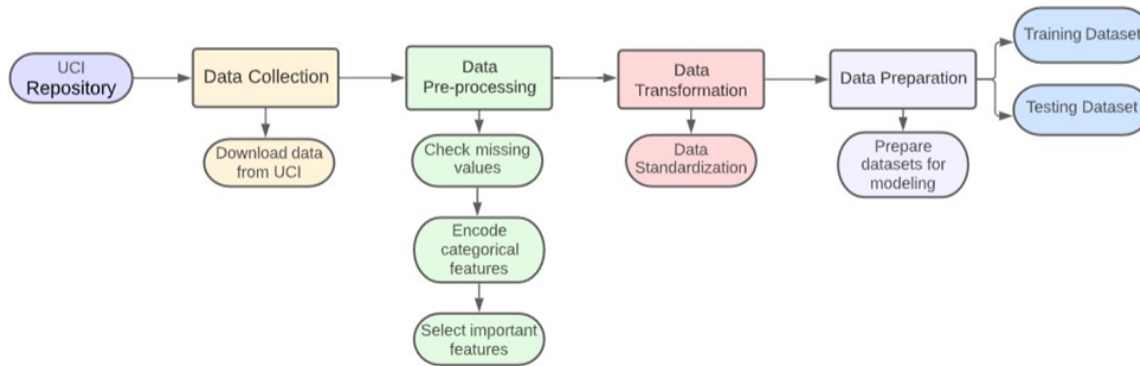 UCI
Repository
Data Collection
Download data
from UCI
Data
Pre-processing
Check missing
values
Encode
categorical
features
Select important
features
Data
Transformation
Data
Standardization
Data Preparation
Prepare
datasets for
modeling
Training Dataset
Testing Dataset